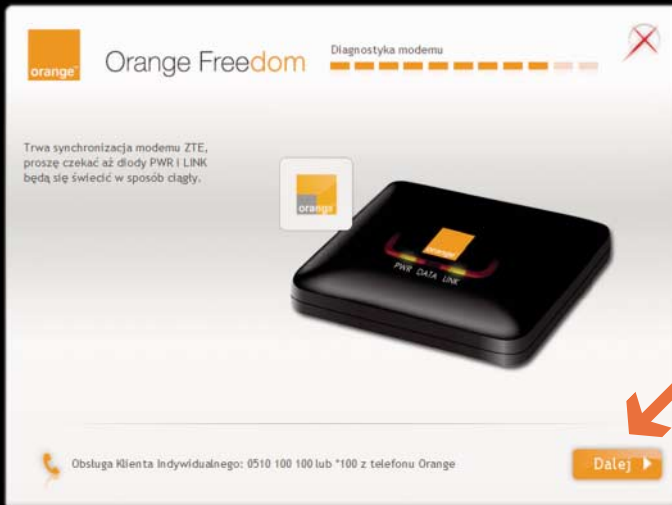 orange™
Orange Freedom
Diagnostyka modemu
Trwa synchronizacja modemu ZTE,
proszę czekać aż diody PWR i LINK
będą się świecić w sposób ciągły.
orange
orange
PWR DATA LINK
Obsługa Klienta Indywidualnego: 0510 100 100 lub *100 z telefonu Orange
Dalej